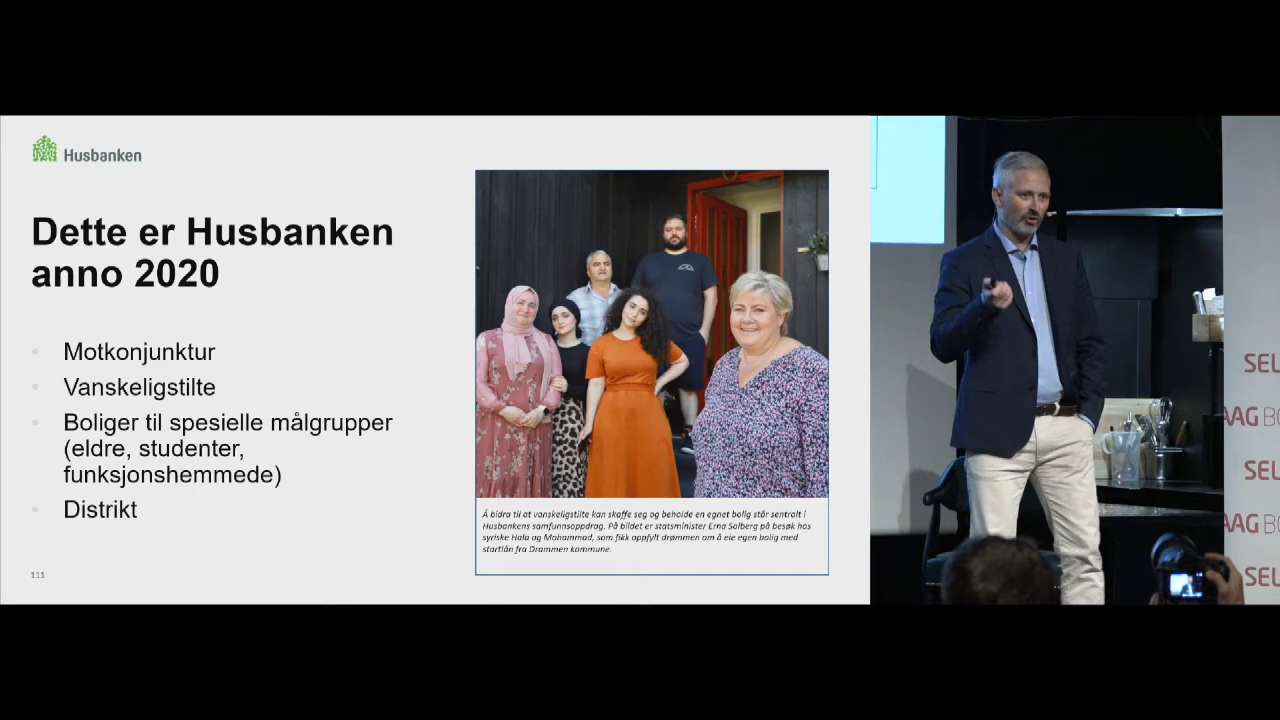 Husbanken
Dette er Husbanken
anno 2020
Motkonjunktur
Vanskeligstilte
Boliger til spesielle målgrupper
(eldre, studenter,
funksjonshemmede)
Distrikt
111
Å bidra til at vanskeligstilte kan skaffe seg og beholde en egnet bolig står sentralt i
Husbankens samfunnsoppdrag. På bildet er statsminister Erna Solberg på besøk hos
syriske Hala og Mohammad, som fikk oppfylt drømmen om å eie egen bolig med
startlån fra Drammen kommune.
SEL
AAG BO
SEL
AAG BO
SEL